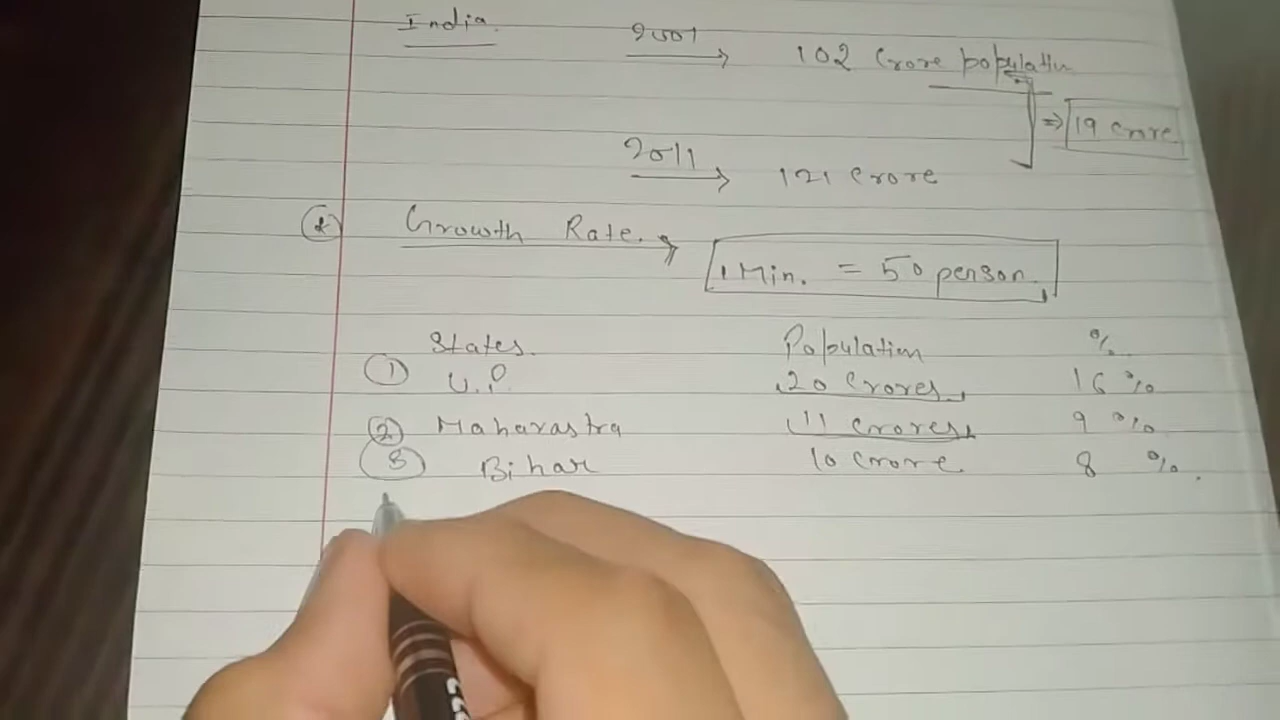 India. 2001 → 102 Crore population
⇒ 19 Crore
2011 → 121 Crore
Growth Rate. → 1 Min. = 50 person
States. Population %
① U.P. 20 Crores 16 %
② Maharastra 11 Crores 9 %
③ Bihar 10 Crore 8 %.